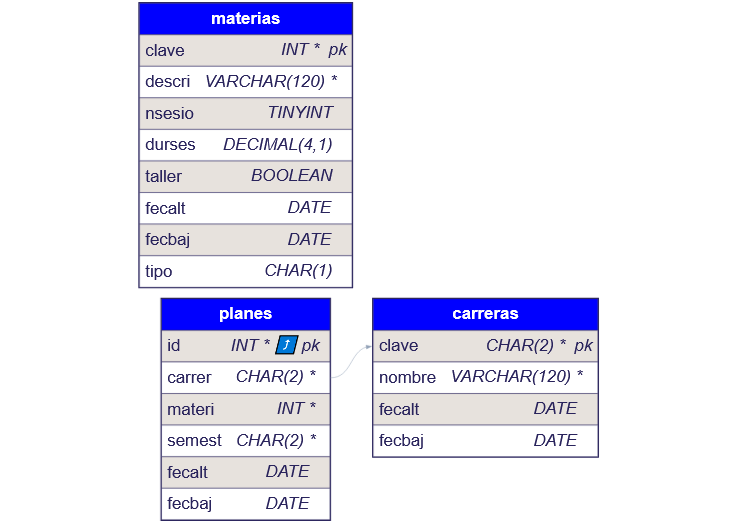 materias
clave INT * pk
descri VARCHAR(120) *
nsesio TINYINT
durses DECIMAL(4,1)
taller BOOLEAN
fecalt DATE
fecbaj DATE
tipo CHAR(1)
planes
id INT * ⤴ pk
carrer CHAR(2) *
materi INT *
semest CHAR(2) *
fecalt DATE
fecbaj DATE
carreras
clave CHAR(2) * pk
nombre VARCHAR(120) *
fecalt DATE
fecbaj DATE